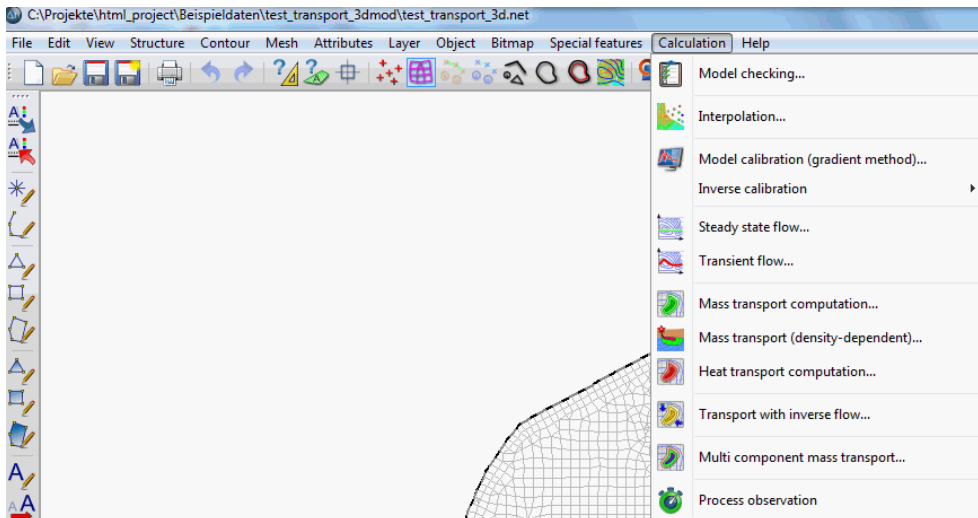 C:\Projekte\html_project\Beispieldaten\test_transport_3dmod\test_transport_3d.net
File Edit View Structure Contour Mesh Attributes Layer Object Bitmap Special features Calculation Help
Model checking...
Interpolation...
Model calibration (gradient method)...
Inverse calibration
Steady state flow...
Transient flow...
Mass transport computation...
Mass transport (density-dependent)...
Heat transport computation...
Transport with inverse flow...
Multi component mass transport...
Process observation